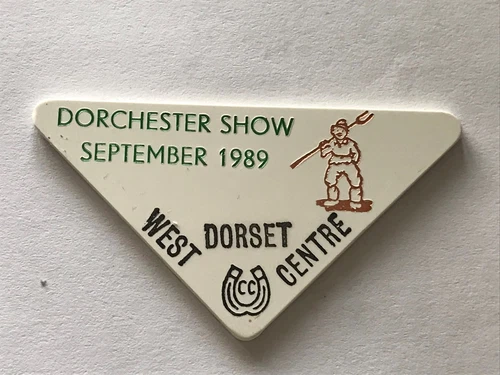 DORCHESTER SHOW
SEPTEMBER 1989
WEST DORSET CENTRE
CC